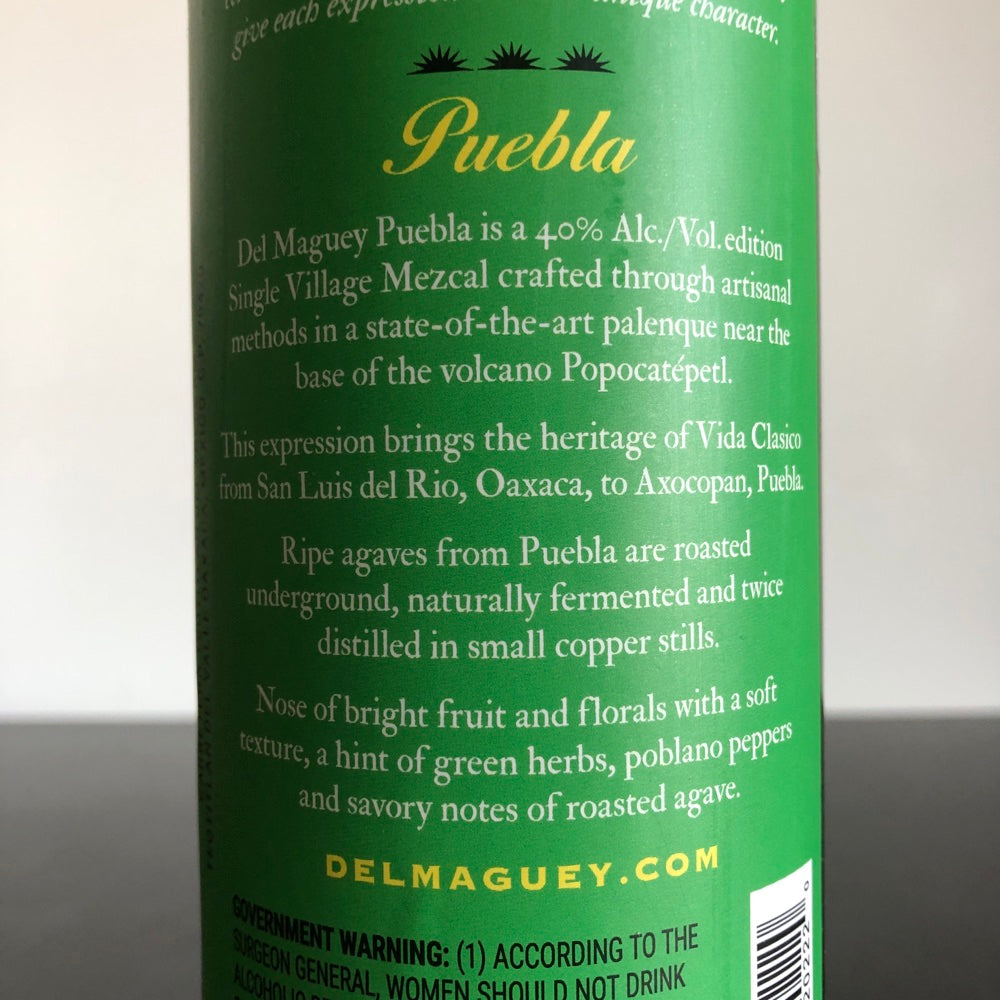 give each expression character.
Puebla
Del Maguey Puebla is a 40% Alc./Vol. edition
Single Village Mezcal crafted through artisanal
methods in a state-of-the-art palenque near the
base of the volcano Popocatépetl.
This expression brings the heritage of Vida Clasico
from San Luis del Rio, Oaxaca, to Axocopan, Puebla.
Ripe agaves from Puebla are roasted
underground, naturally fermented and twice
distilled in small copper stills.
Nose of bright fruit and florals with a soft
texture, a hint of green herbs, poblano peppers
and savory notes of roasted agave.
DELMAGUEY.COM
GOVERNMENT WARNING: (1) ACCORDING TO THE
SURGEON GENERAL, WOMEN SHOULD NOT DRINK
20222 0